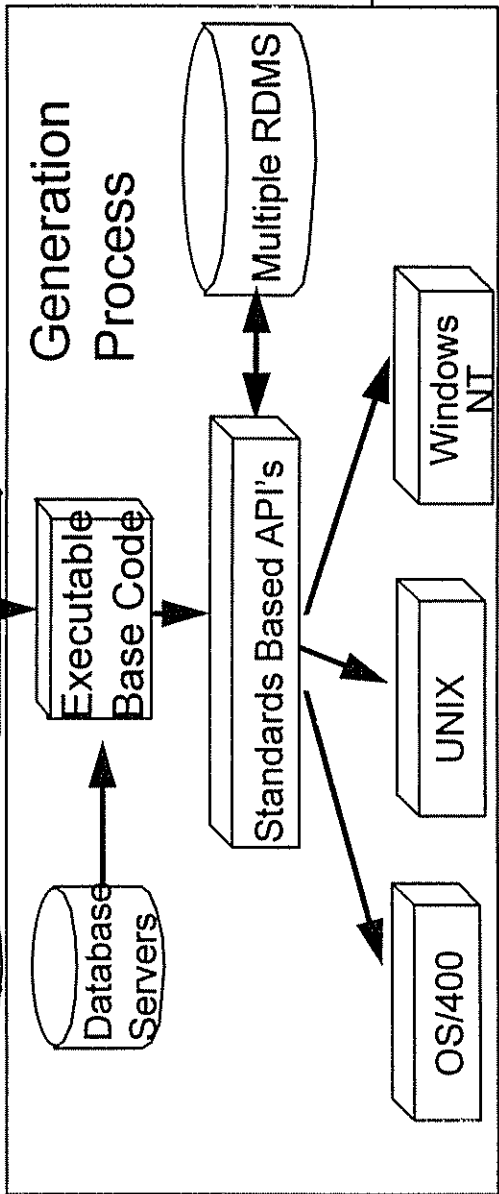 Generation
Process
Executable
Base Code
Database
Servers
Standards Based API's
Multiple RDMS
OS/400
UNIX
Windows
NT